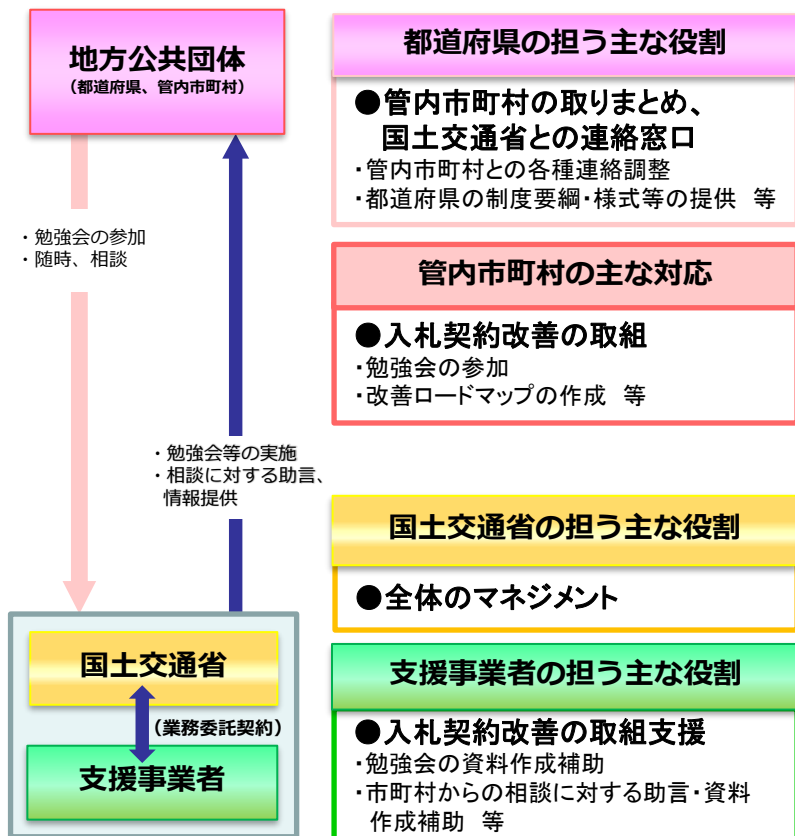 地方公共団体
（都道府県、管内市町村）
・勉強会の参加
・随時、相談
・勉強会等の実施
・相談に対する助言、
情報提供
国土交通省
（業務委託契約）
支援事業者
都道府県の担う主な役割
●管内市町村の取りまとめ、
国土交通省との連絡窓口
・管内市町村との各種連絡調整
・都道府県の制度要綱・様式等の提供　等
管内市町村の主な対応
●入札契約改善の取組
・勉強会の参加
・改善ロードマップの作成　等
国土交通省の担う主な役割
●全体のマネジメント
支援事業者の担う主な役割
●入札契約改善の取組支援
・勉強会の資料作成補助
・市町村からの相談に対する助言・資料
作成補助　等